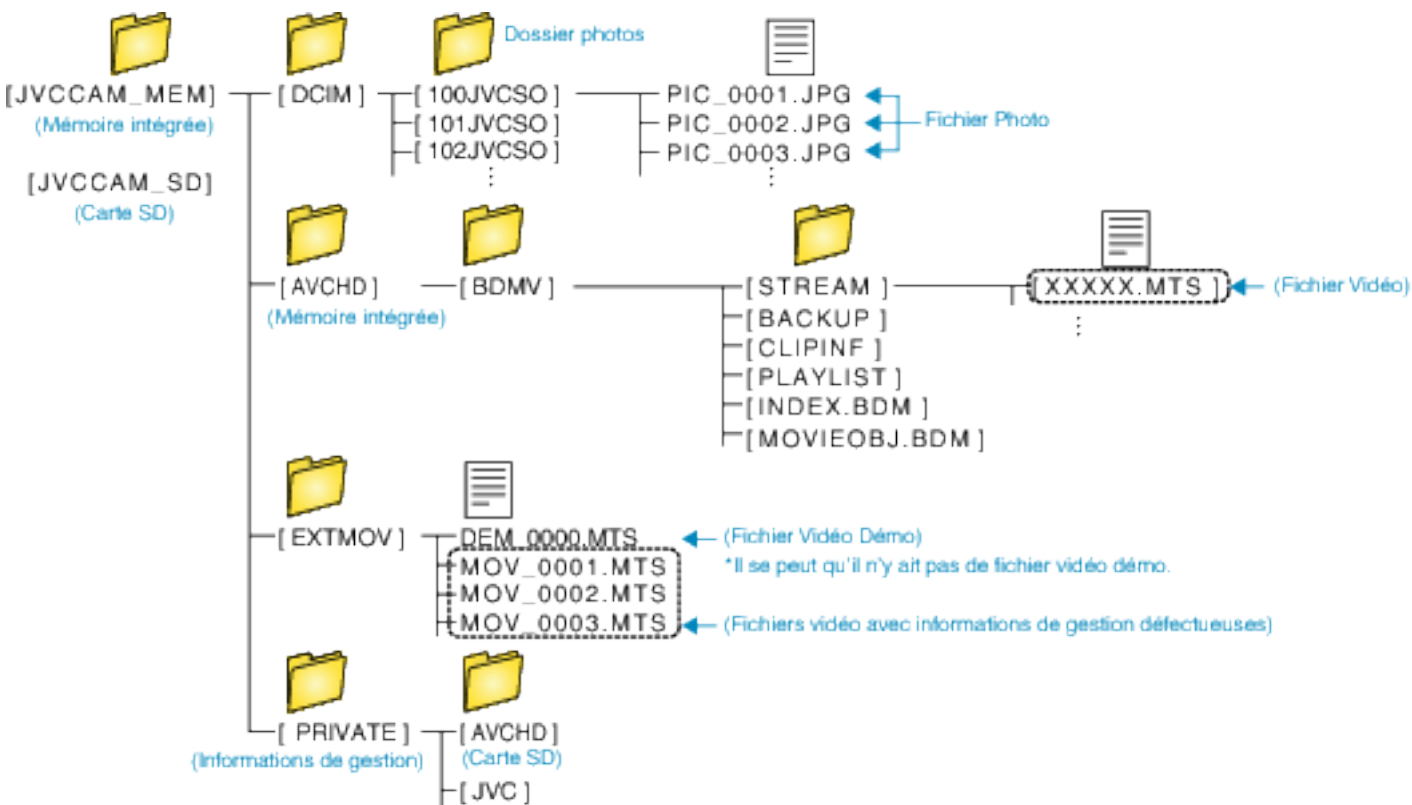 Dossier photos
[JVCCAM_MEM] [DCIM] [100JVCSO] PIC_0001.JPG
(Mémoire intégrée) [101JVCSO] PIC_0002.JPG Fichier Photo
[102JVCSO] PIC_0003.JPG
[JVCCAM_SD]
(Carte SD)
[AVCHD] [BDMV] [STREAM] [XXXXX.MTS] (Fichier Vidéo)
(Mémoire intégrée) [BACKUP]
[CLIPINF]
[PLAYLIST]
[INDEX.BDM]
[MOVIEOBJ.BDM]
[EXTMOV] DEM_0000.MTS (Fichier Vidéo Démo)
MOV_0001.MTS *Il se peut qu'il n'y ait pas de fichier vidéo démo.
MOV_0002.MTS
MOV_0003.MTS (Fichiers vidéo avec informations de gestion défectueuses)
[PRIVATE] [AVCHD]
(Informations de gestion) (Carte SD)
[JVC]